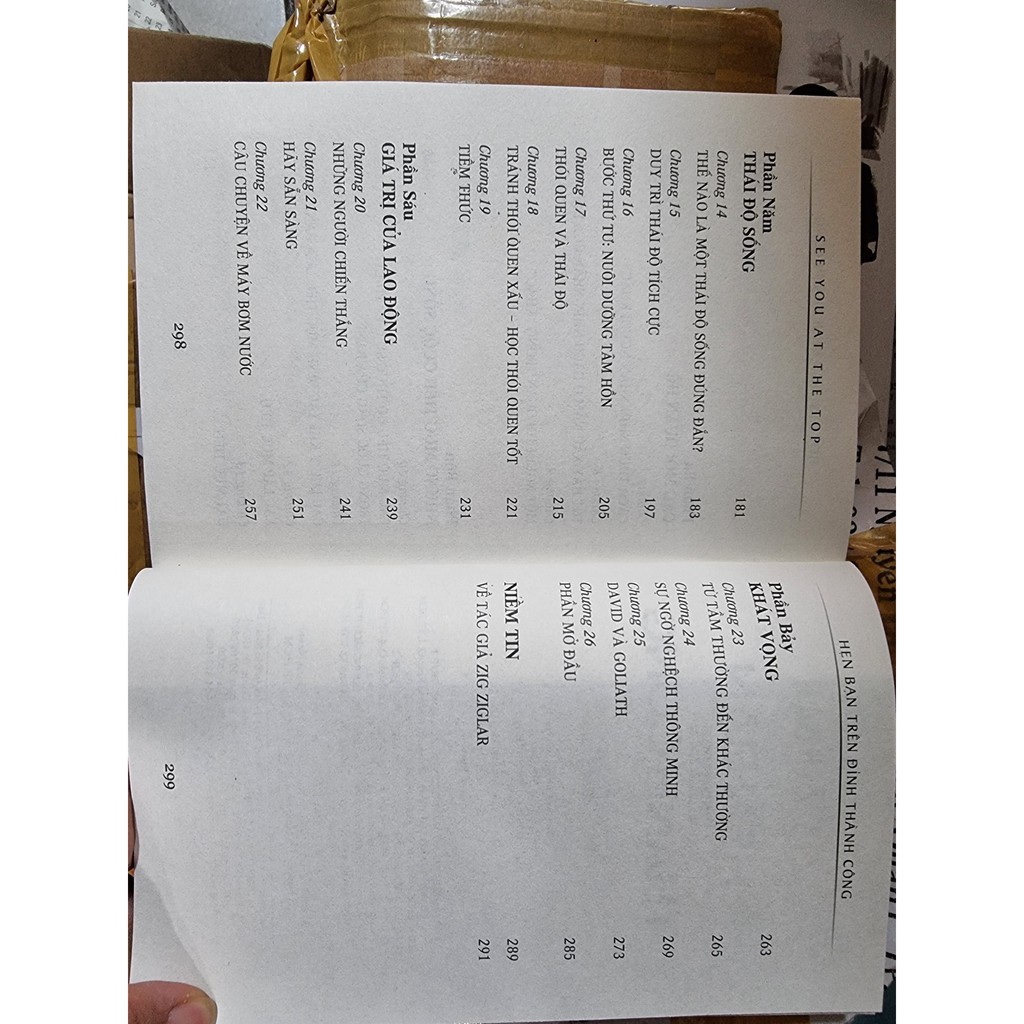 SEE YOU AT THE TOP
Phần Năm
THÁI ĐỘ SỐNG 181
Chương 14
THẾ NÀO LÀ MỘT THÁI ĐỘ SỐNG ĐÚNG ĐẮN? 183
Chương 15
DUY TRÌ THÁI ĐỘ TÍCH CỰC 197
Chương 16
BƯỚC THỨ TƯ: NUÔI DƯỠNG TÂM HỒN 205
Chương 17
THÓI QUEN VÀ THÁI ĐỘ 215
Chương 18
TRÁNH THÓI QUEN XẤU – HỌC THÓI QUEN TỐT 221
Chương 19
TIỀM THỨC 231
Phần Sáu
GIÁ TRỊ CỦA LAO ĐỘNG 239
Chương 20
NHỮNG NGƯỜI CHIẾN THẮNG 241
Chương 21
HÃY SẴN SÀNG 251
Chương 22
CÂU CHUYỆN VỀ MÁY BƠM NƯỚC 257
298
HẸN BẠN TRÊN ĐỈNH THÀNH CÔNG
Phần Bảy
KHÁT VỌNG 263
Chương 23
TỪ TẦM THƯỜNG ĐẾN KHÁC THƯỜNG 265
Chương 24
SỰ NGỜ NGHỆCH THÔNG MINH 269
Chương 25
DAVID VÀ GOLIATH 273
Chương 26
PHẦN MỞ ĐẦU 285
NIỀM TIN 289
VỀ TÁC GIẢ ZIG ZIGLAR 291
299